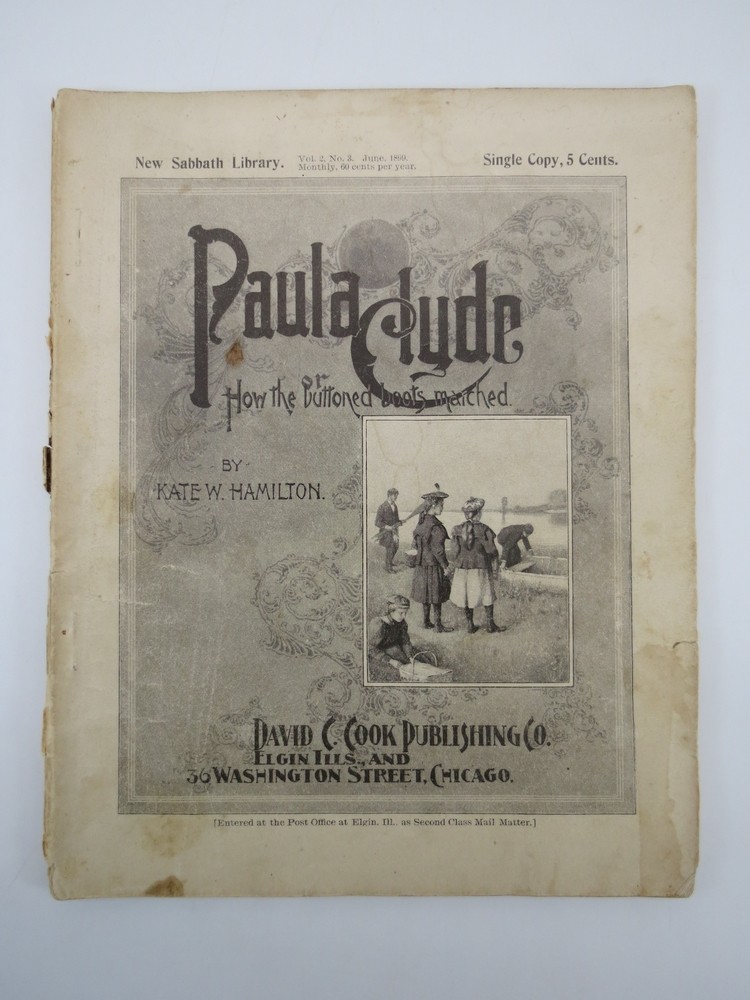 New Sabbath Library.
Vol. 2, No. 3. June, 1899.
Monthly, 60 cents per year.
Single Copy, 5 Cents.
Paula Clyde
or
How the buttoned boots matched.
BY
KATE W. HAMILTON.
DAVID C. COOK PUBLISHING CO.
ELGIN ILLS., AND
36 WASHINGTON STREET, CHICAGO.
[Entered at the Post Office at Elgin, Ill., as Second Class Mail Matter.]